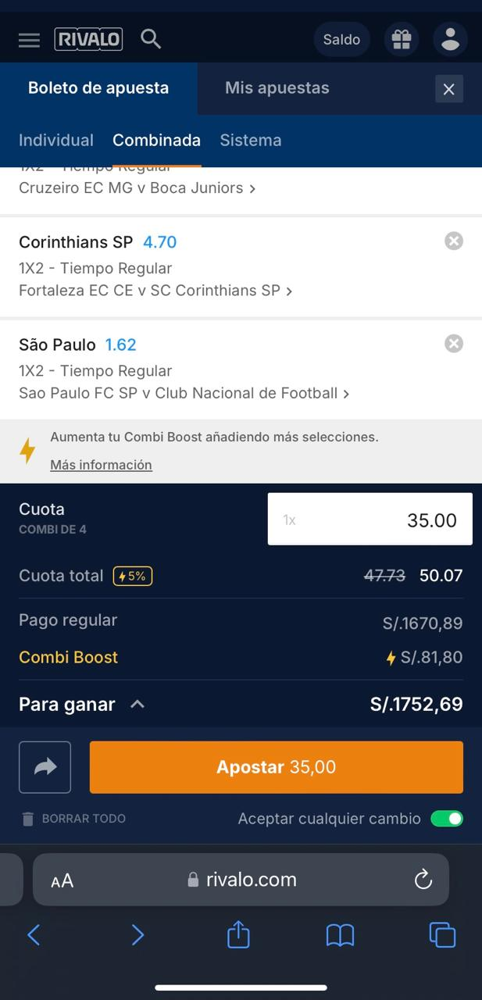 RIVALO
Saldo
Boleto de apuesta
Mis apuestas
Individual Combinada Sistema
1X2 - Tiempo Regular
Cruzeiro EC MG v Boca Juniors >
Corinthians SP 4.70
1X2 - Tiempo Regular
Fortaleza EC CE v SC Corinthians SP >
São Paulo 1.62
1X2 - Tiempo Regular
Sao Paulo FC SP v Club Nacional de Football >
Aumenta tu Combi Boost añadiendo más selecciones.
Más información
Cuota
COMBI DE 4
1x 35.00
Cuota total 5% 47.73 50.07
Pago regular S/.1670,89
Combi Boost S/.81,80
Para ganar S/.1752,69
Apostar 35,00
BORRAR TODO Aceptar cualquier cambio
AA rivalo.com